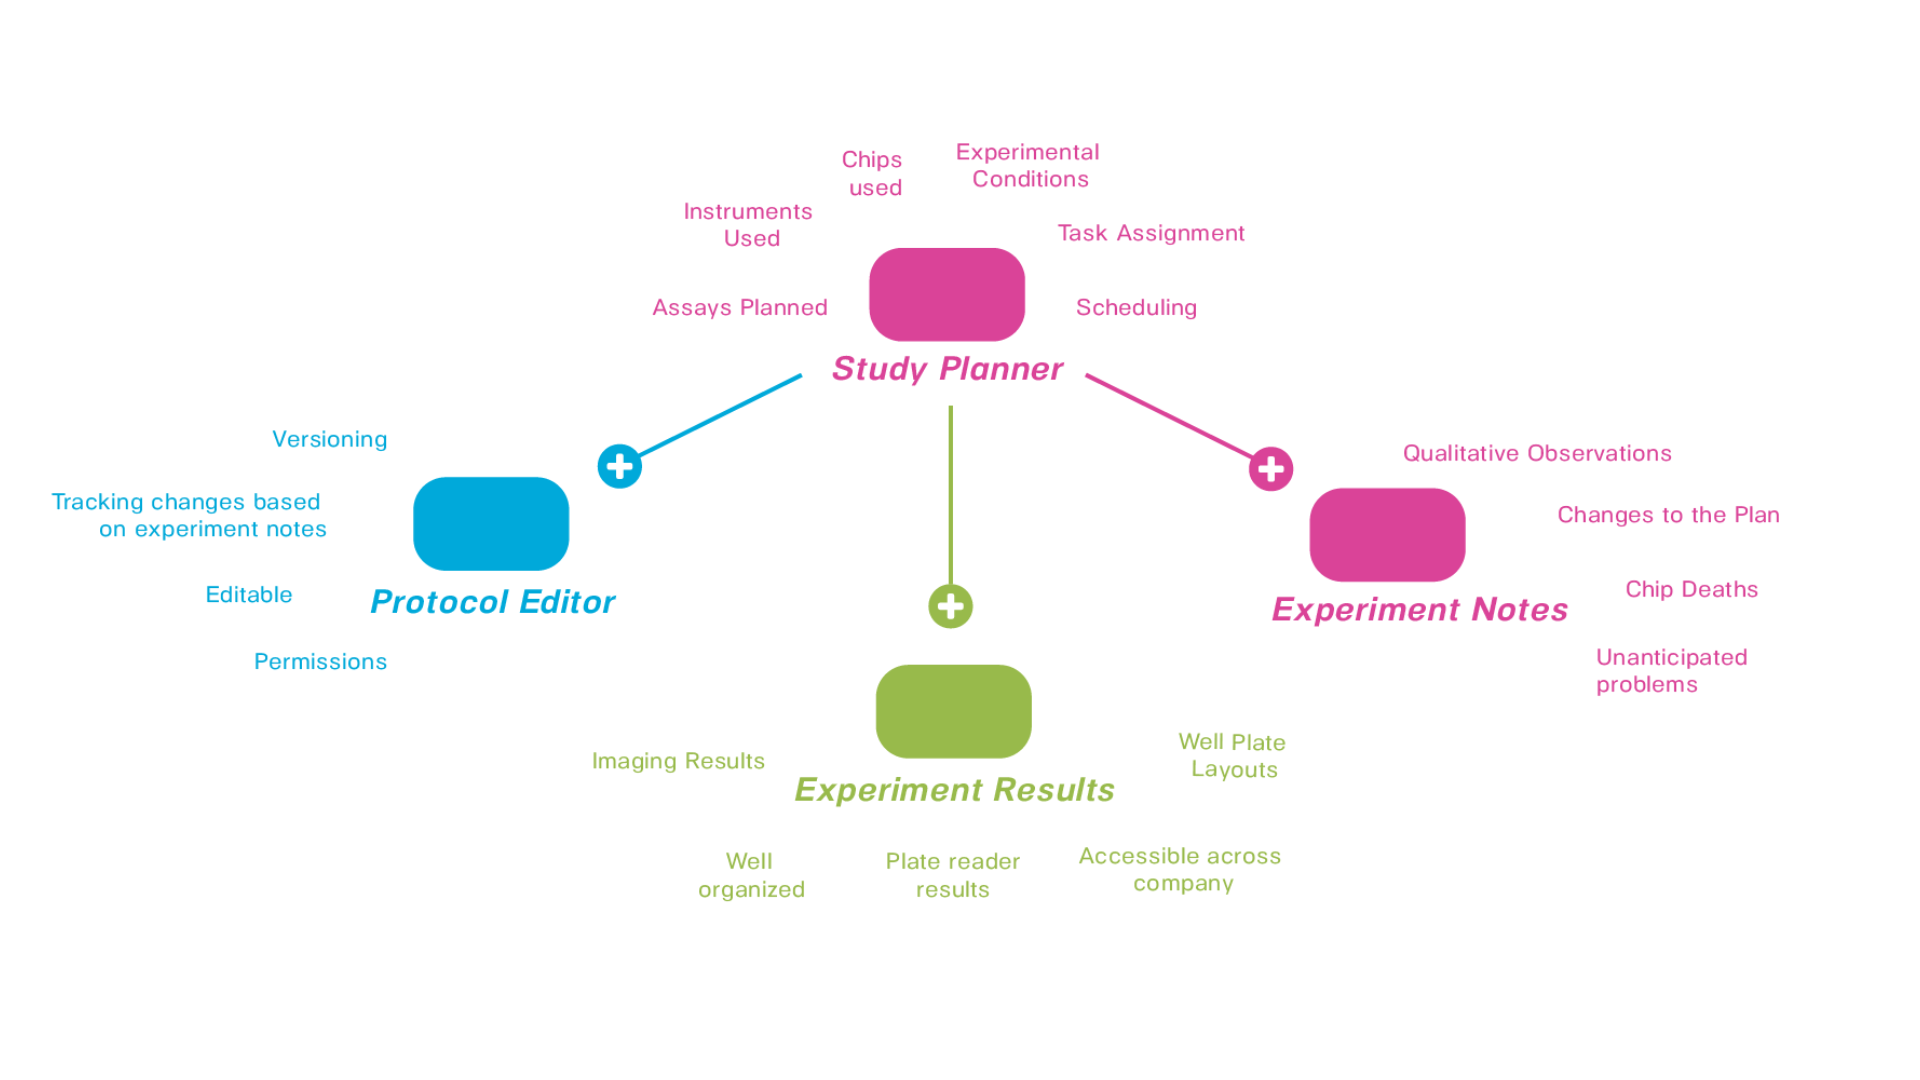 Chips
used
Experimental
Conditions
Instruments
Used
Task Assignment
Assays Planned
Scheduling
Study Planner
Versioning
Tracking changes based
on experiment notes
Editable
Protocol Editor
Permissions
Qualitative Observations
Changes to the Plan
Chip Deaths
Experiment Notes
Unanticipated
problems
Imaging Results
Well Plate
Layouts
Experiment Results
Well
organized
Plate reader
results
Accessible across
company